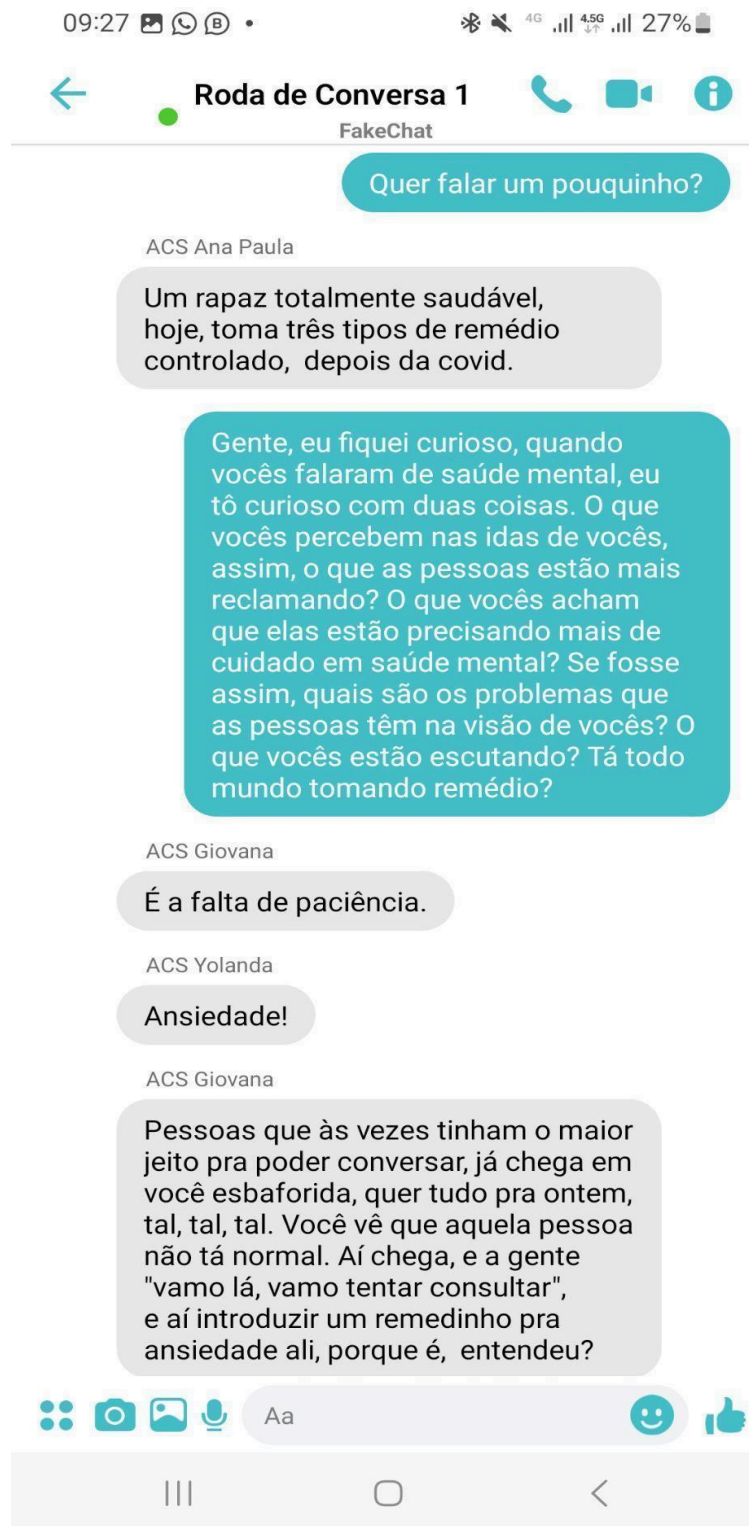 09:27 B 4G 4.5G 27%
Roda de Conversa 1
FakeChat
Quer falar um pouquinho?
ACS Ana Paula
Um rapaz totalmente saudável,
hoje, toma três tipos de remédio
controlado, depois da covid.
Gente, eu fiquei curioso, quando
vocês falaram de saúde mental, eu
tô curioso com duas coisas. O que
vocês percebem nas idas de vocês,
assim, o que as pessoas estão mais
reclamando? O que vocês acham
que elas estão precisando mais de
cuidado em saúde mental? Se fosse
assim, quais são os problemas que
as pessoas têm na visão de vocês? O
que vocês estão escutando? Tá todo
mundo tomando remédio?
ACS Giovana
É a falta de paciência.
ACS Yolanda
Ansiedade!
ACS Giovana
Pessoas que às vezes tinham o maior
jeito pra poder conversar, já chega em
você esbaforida, quer tudo pra ontem,
tal, tal, tal. Você vê que aquela pessoa
não tá normal. Aí chega, e a gente
"vamo lá, vamo tentar consultar",
e aí introduzir um remedinho pra
ansiedade ali, porque é, entendeu?
Aa